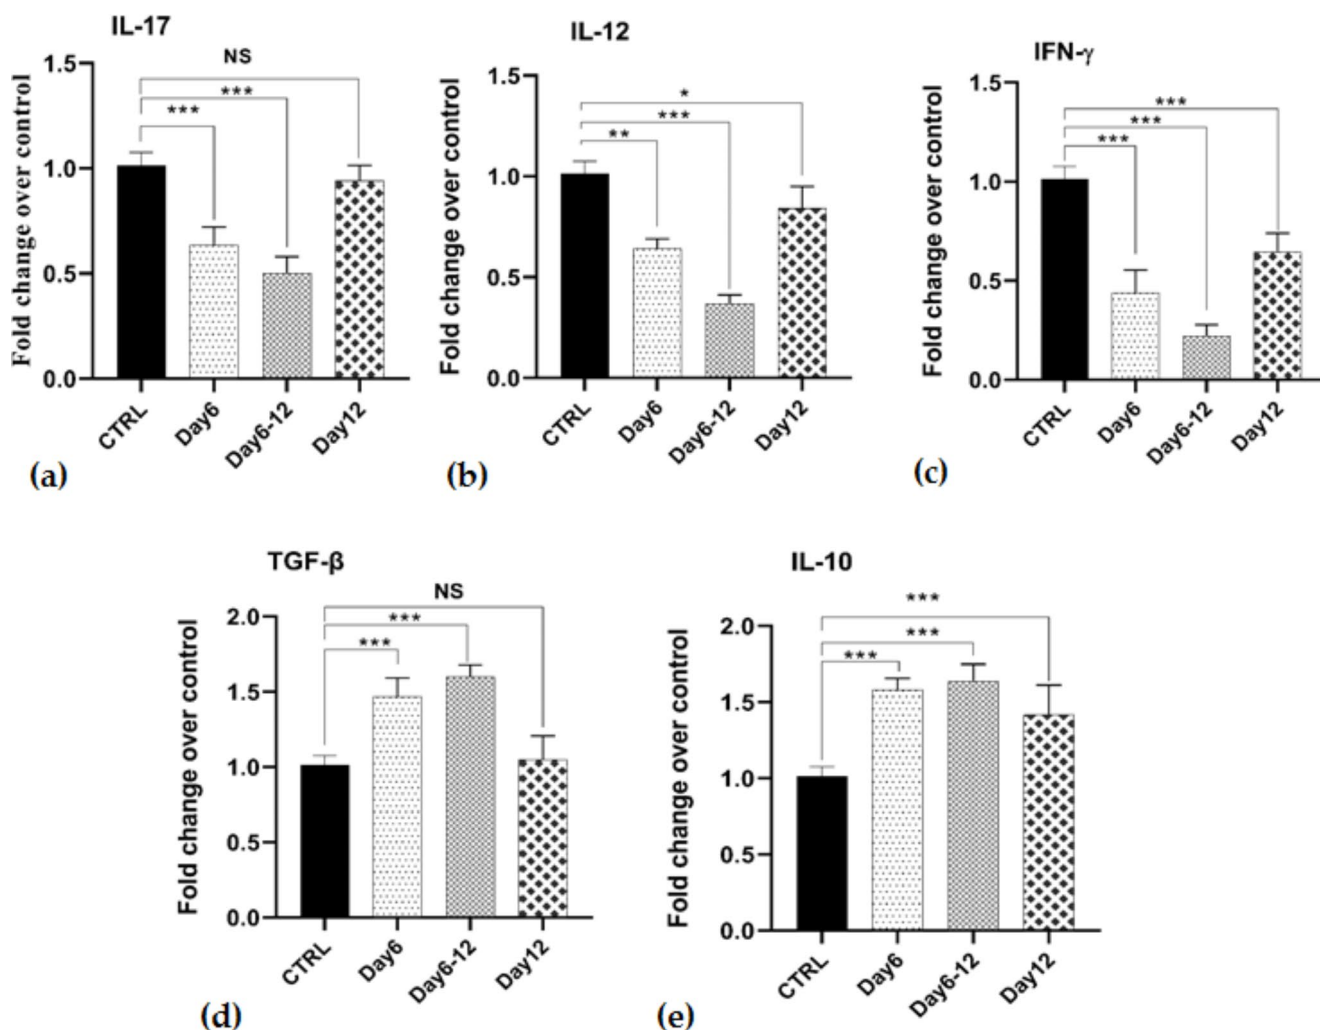 IL-17
NS
***
***
Fold change over control
1.5
1.0
0.5
0.0
CTRL
Day6
Day6-12
Day12
(a)
IL-12
*
***
**
Fold change over control
1.5
1.0
0.5
0.0
CTRL
Day6
Day6-12
Day12
(b)
IFN-γ
***
***
***
Fold change over control
1.5
1.0
0.5
0.0
CTRL
Day6
Day6-12
Day12
(c)
TGF-β
NS
***
***
Fold change over control
2.0
1.5
1.0
0.5
0.0
CTRL
Day6
Day6-12
Day12
(d)
IL-10
***
***
***
Fold change over control
2.0
1.5
1.0
0.5
0.0
CTRL
Day6
Day6-12
Day12
(e)